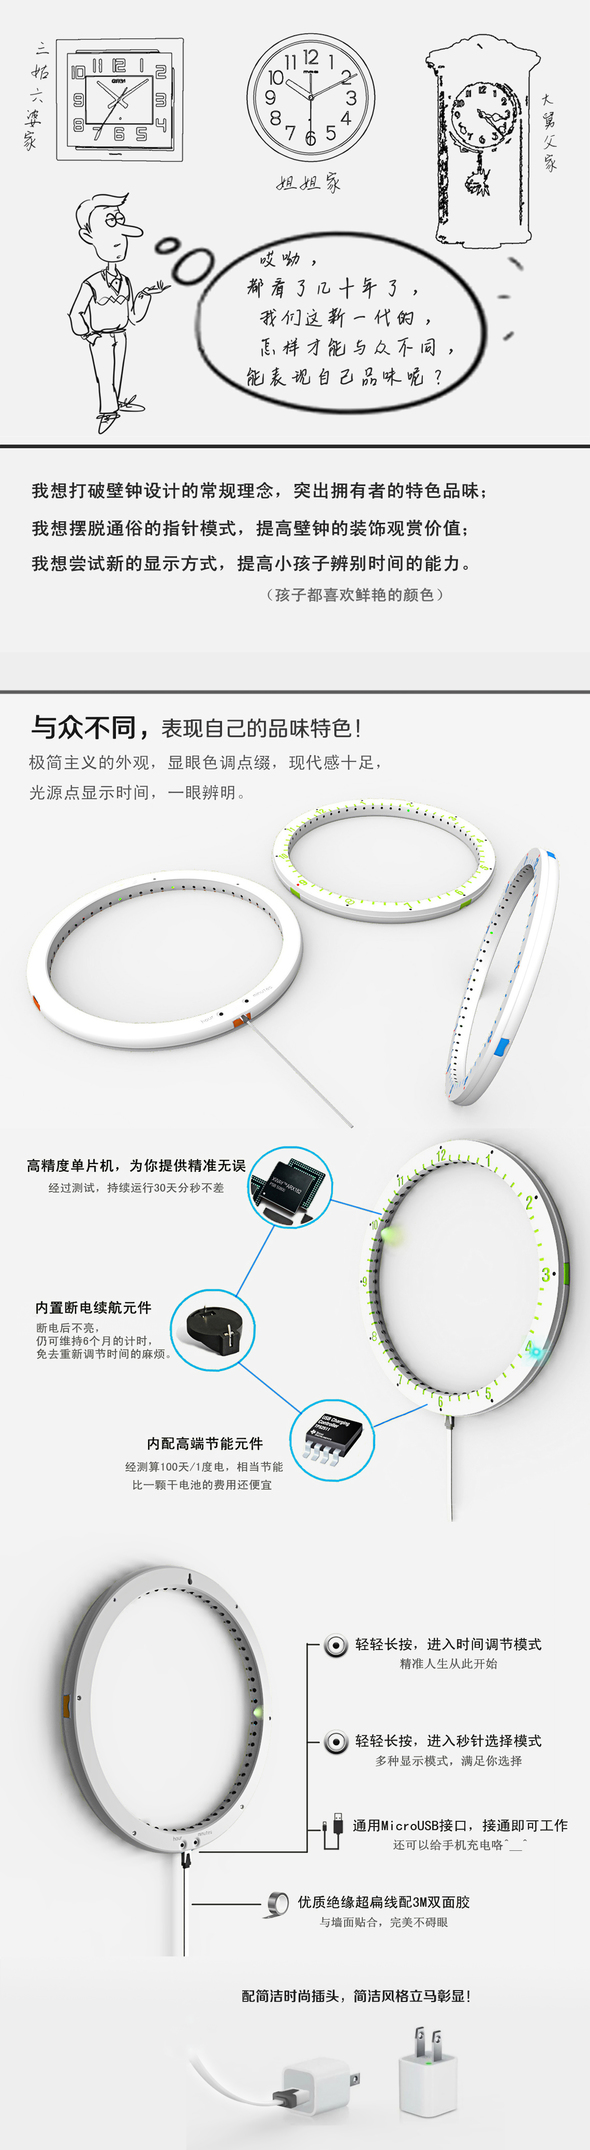 三姑六婆家
姐姐家
大舅父家
哎呦，
都看了几十年了，
我们这新一代的，
怎样才能与众不同，
能表现自己品味呢？
我想打破壁钟设计的常规理念，突出拥有者的特色品味；
我想摆脱通俗的指针模式，提高壁钟的装饰观赏价值；
我想尝试新的显示方式，提高小孩子辨别时间的能力。
（孩子都喜欢鲜艳的颜色）
与众不同，表现自己的品味特色！
极简主义的外观，显眼色调点缀，现代感十足，
光源点显示时间，一眼辨明。
高精度单片机，为你提供精准无误
经过测试，持续运行30天分秒不差
内置断电续航元件
断电后不亮，
仍可维持6个月的计时，
免去重新调节时间的麻烦。
USB Charging
Controller
内配高端节能元件
经测算100天/1度电，相当节能
比一颗干电池的费用还便宜
12
1
2
3
4
5
6
7
8
9
10
11
轻轻长按，进入时间调节模式
精准人生从此开始
轻轻长按，进入秒针选择模式
多种显示模式，满足你选择
通用MicroUSB接口，接通即可工作
还可以给手机充电咯^__^
优质绝缘超扁线配3M双面胶
与墙面贴合，完美不碍眼
配简洁时尚插头，简洁风格立马彰显！